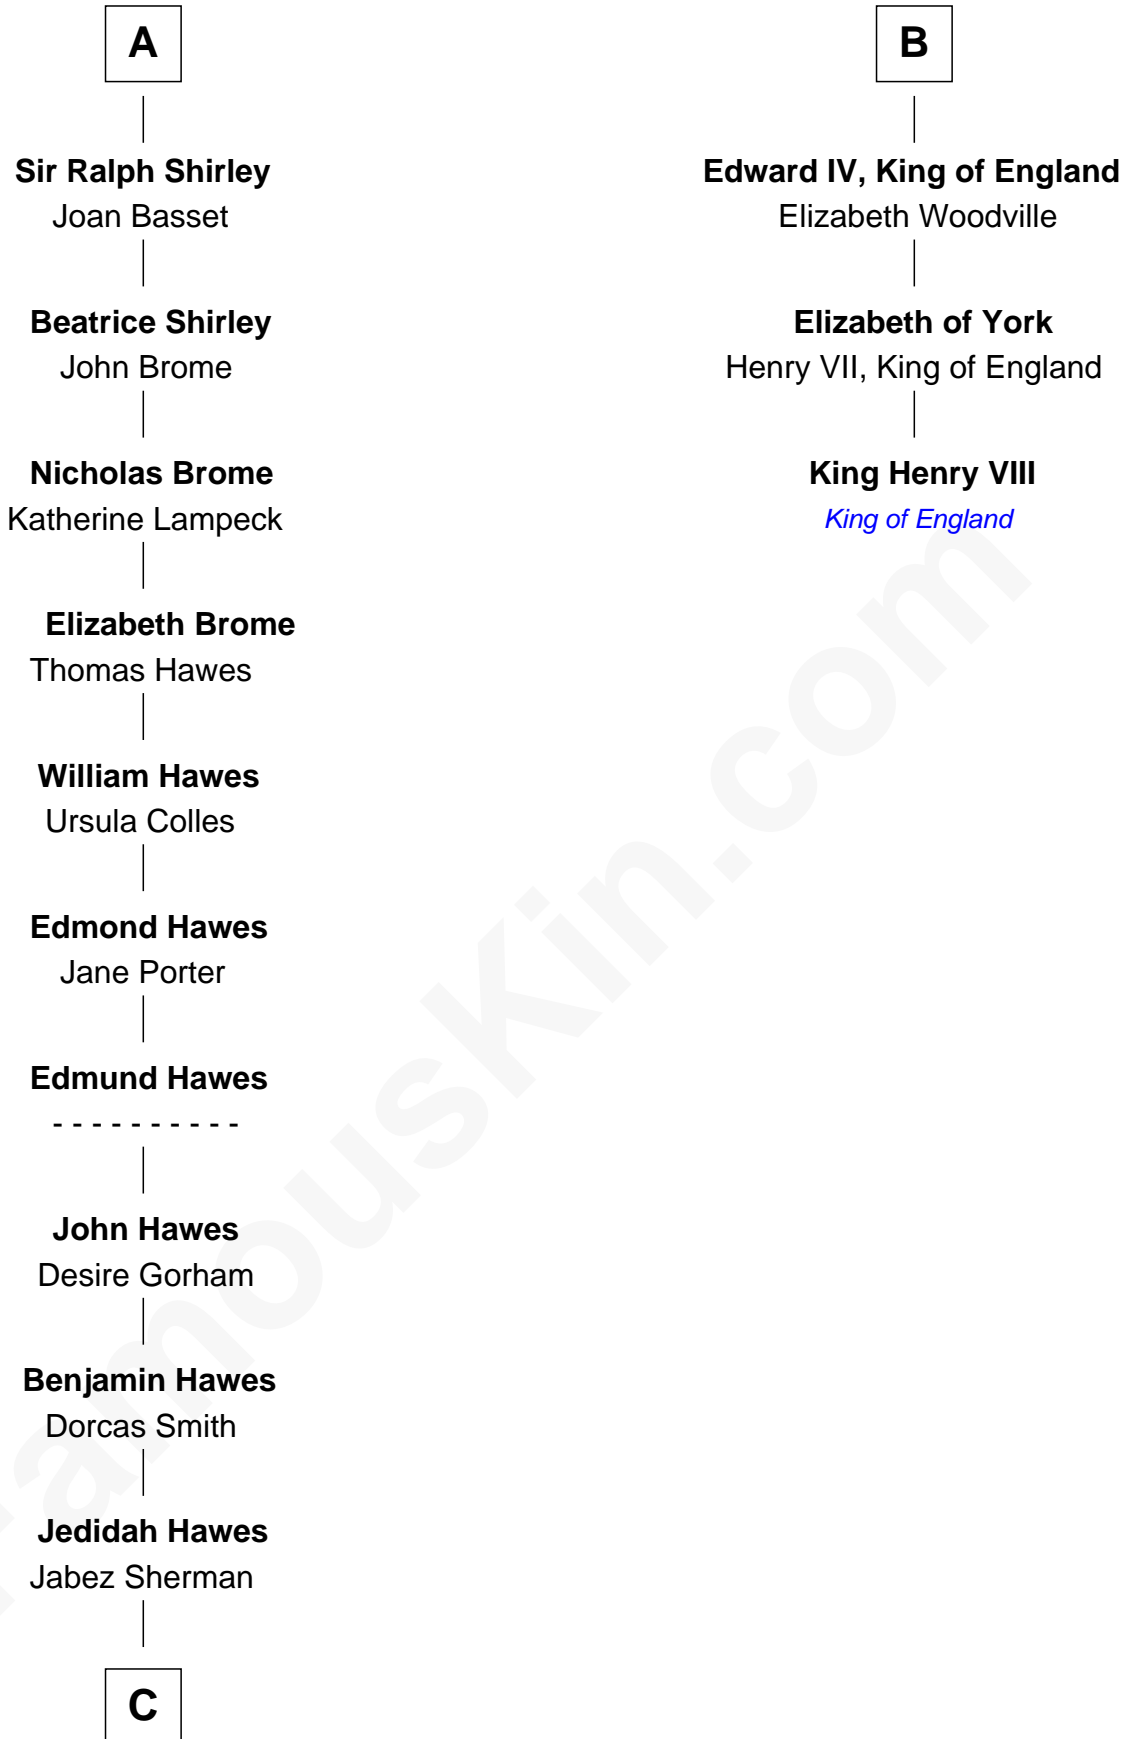 A
Sir Ralph Shirley
Joan Basset
Beatrice Shirley
John Brome
Nicholas Brome
Katherine Lampeck
Elizabeth Brome
Thomas Hawes
William Hawes
Ursula Colles
Edmond Hawes
Jane Porter
Edmund Hawes
- - - - - - - - - -
John Hawes
Desire Gorham
Benjamin Hawes
Dorcas Smith
Jedidah Hawes
Jabez Sherman
C
B
Edward IV, King of England
Elizabeth Woodville
Elizabeth of York
Henry VII, King of England
King Henry VIII
King of England
FamousKin.com